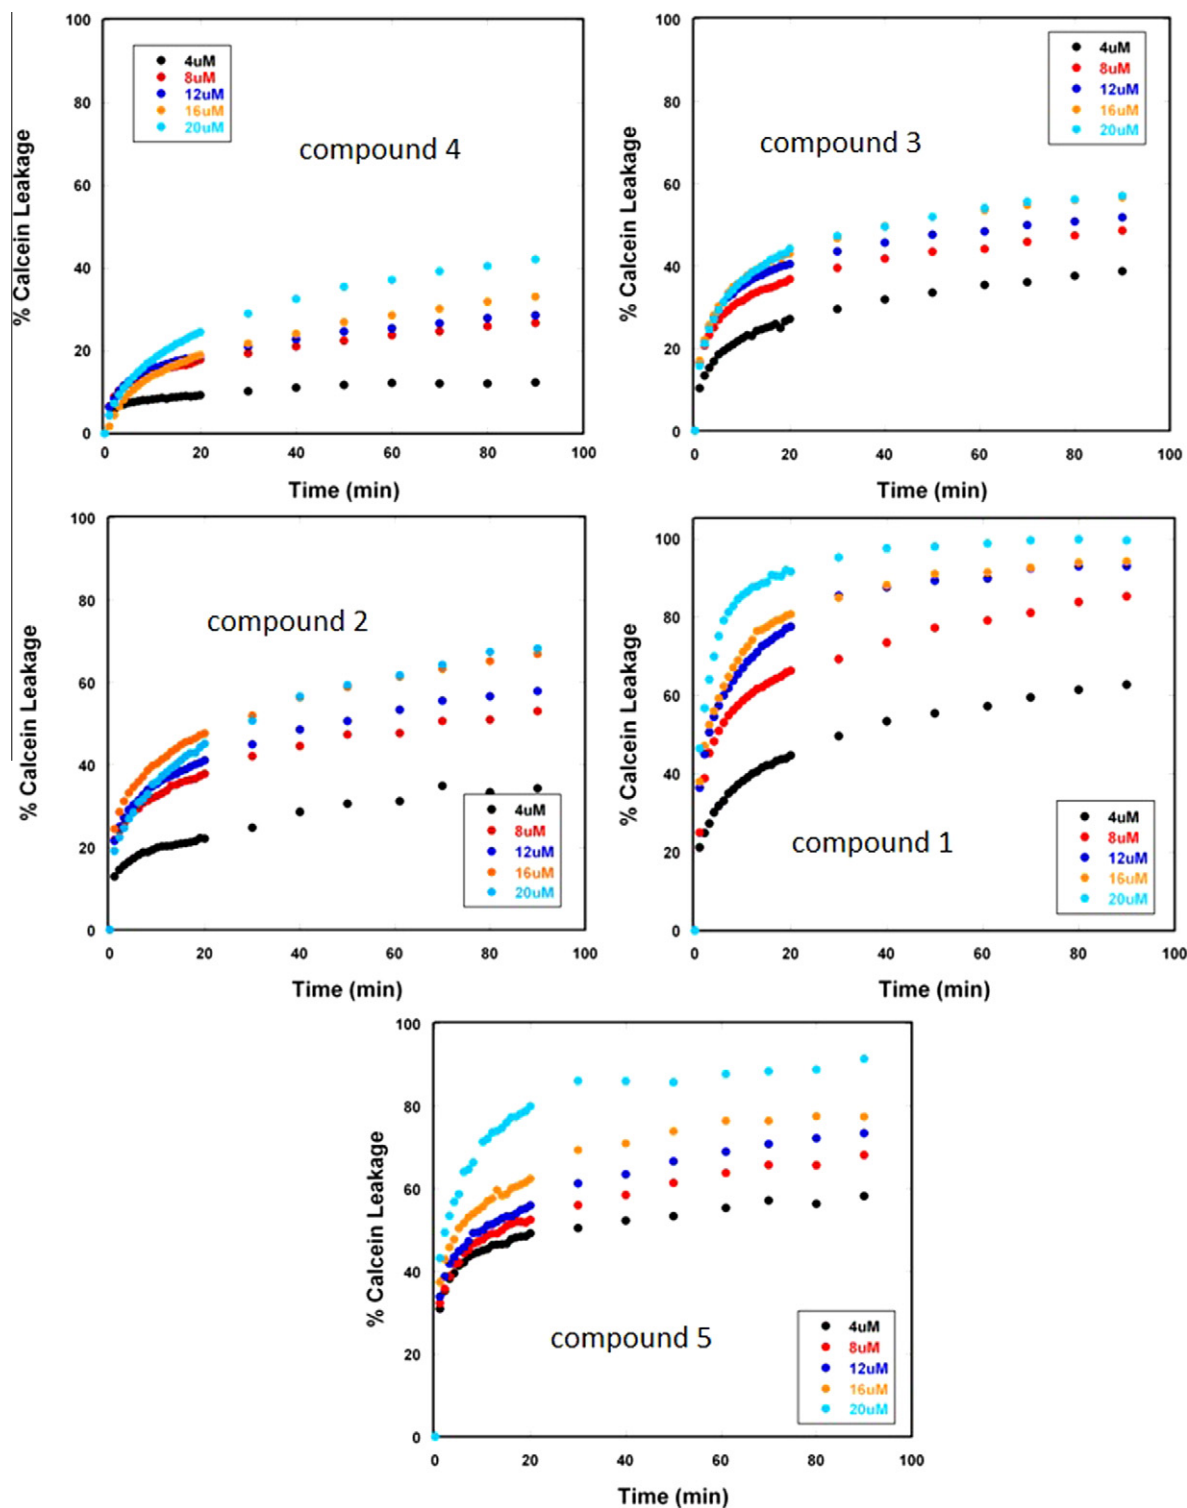 100
80
60
40
20
0
% Calcein Leakage
4uM
8uM
12uM
16uM
20uM
compound 4
0 20 40 60 80 100
Time (min)
100
80
60
40
20
0
% Calcein Leakage
4uM
8uM
12uM
16uM
20uM
compound 3
0 20 40 60 80 100
Time (min)
100
80
60
40
20
0
% Calcein Leakage
compound 2
4uM
8uM
12uM
16uM
20uM
0 20 40 60 80 100
Time (min)
100
80
60
40
20
0
% Calcein Leakage
4uM
8uM
12uM
16uM
20uM
compound 1
0 20 40 60 80 100
Time (min)
100
80
60
40
20
0
% Calcein Leakage
4uM
8uM
12uM
16uM
20uM
compound 5
0 20 40 60 80 100
Time (min)